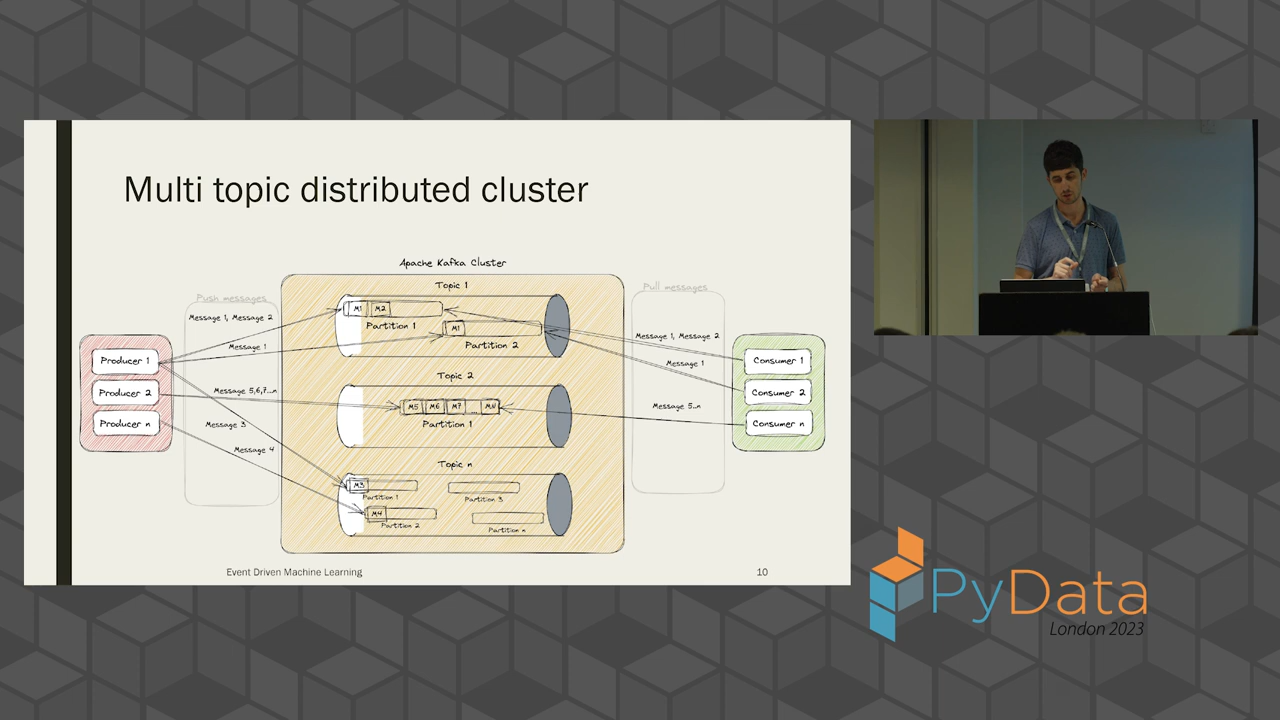 Multi topic distributed cluster
Apache Kafka Cluster
Push messages
Message 1, Message 2
Message 1
Message 5,6,7...n
Message 3
Message 4
Producer 1
Producer 2
Producer n
Topic 1
M1 M2
Partition 1
M1
Partition 2
Topic 2
M5 M6 M7 ... MN
Partition 1
Topic n
M3
Partition 1
Partition 3
M4
Partition 2
Partition n
Pull messages
Message 1, Message 2
Message 1
Message 5..n
Consumer 1
Consumer 2
Consumer n
Event Driven Machine Learning
10
PyData
London 2023